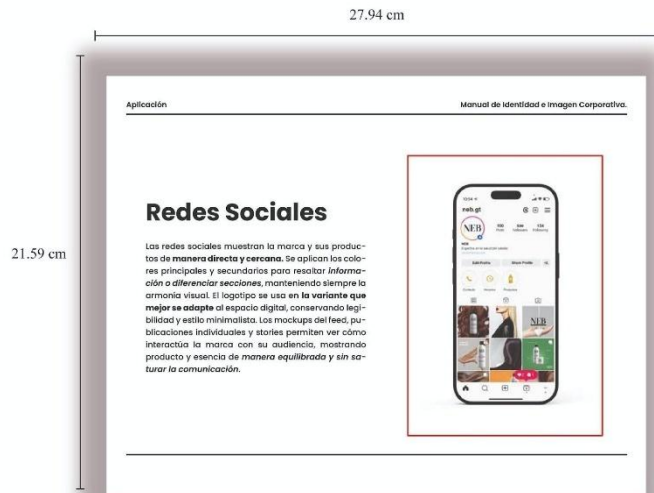 27.94 cm
21.59 cm
Aplicación
Manual de Identidad e Imagen Corporativa.
Redes Sociales
Las redes sociales muestran la marca y sus produc-
tos de manera directa y cercana. Se aplican los colo-
res principales y secundarios para resaltar informa-
ción o diferenciar secciones, manteniendo siempre la
armonía visual. El logotipo se usa en la variante que
mejor se adapte al espacio digital, conservando legi-
bilidad y estilo minimalista. Los mockups del feed, pu-
blicaciones individuales y stories permiten ver cómo
interactúa la marca con su audiencia, mostrando
producto y esencia de manera equilibrada y sin sa-
turar la comunicación.
neb.gt
NEB
NEB
NEB